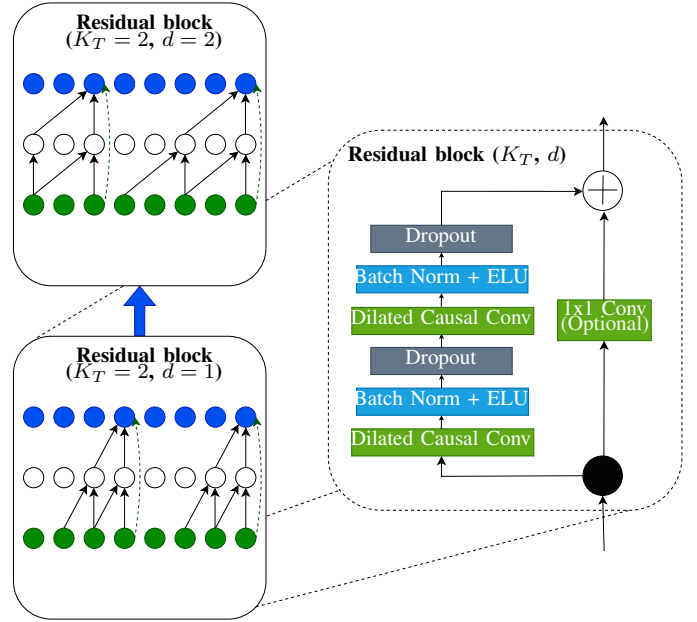 Residual block
(K_T = 2, d = 2)
Residual block (K_T, d)
Dropout
Batch Norm + ELU
Dilated Causal Conv
Dropout
Batch Norm + ELU
Dilated Causal Conv
1x1 Conv
(Optional)
Residual block
(K_T = 2, d = 1)